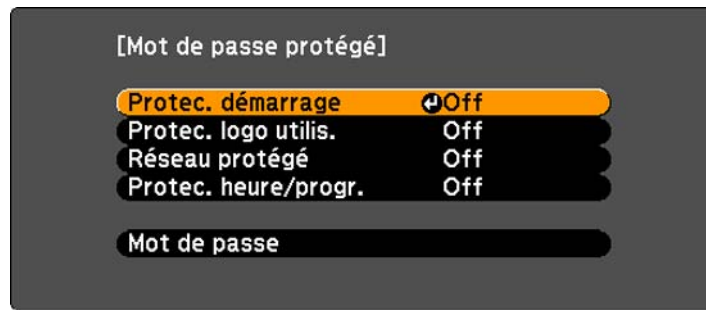 [Mot de passe protégé]
Protec. démarrage Off
Protec. logo utilis. Off
Réseau protégé Off
Protec. heure/progr. Off
Mot de passe